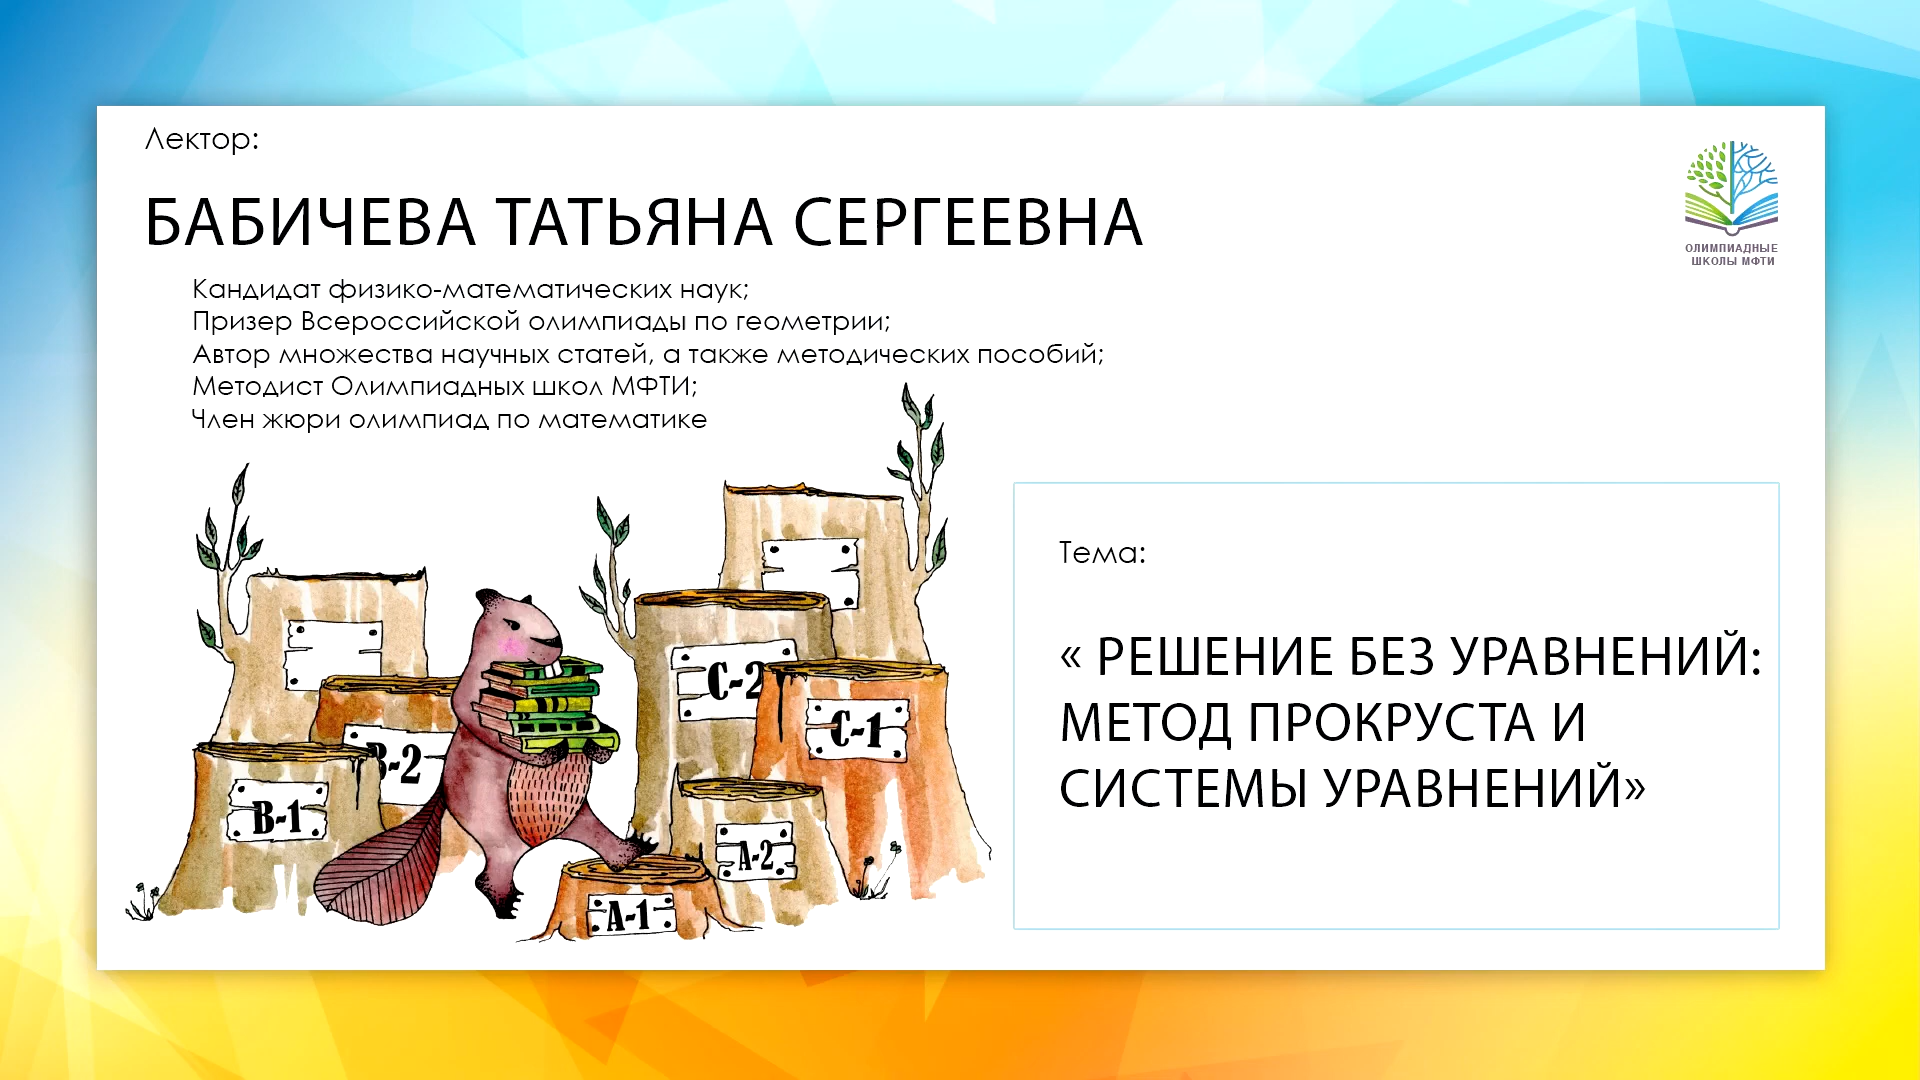 Лектор:
БАБИЧЕВА ТАТЬЯНА СЕРГЕЕВНА
Кандидат физико-математических наук;
Призер Всероссийской олимпиады по геометрии;
Автор множества научных статей, а также методических пособий;
Методист Олимпиадных школ МФТИ;
Член жюри олимпиад по математике
ОЛИМПИАДНЫЕ
ШКОЛЫ МФТИ
Тема:
« РЕШЕНИЕ БЕЗ УРАВНЕНИЙ:
МЕТОД ПРОКРУСТА И
СИСТЕМЫ УРАВНЕНИЙ»
C-2
C-1
B-2
B-1
A-2
A-1